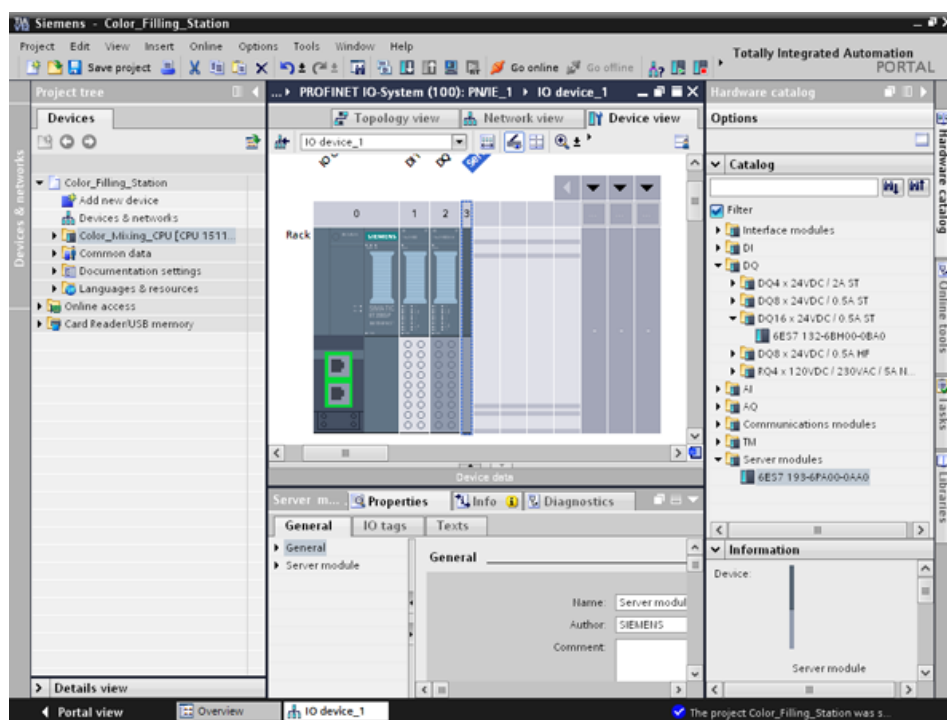 Siemens - Color_Filling_Station
Project Edit View Insert Online Options Tools Window Help
Save project
Go online
Go offline
Totally Integrated Automation
PORTAL
Project tree
Devices
Color_Filling_Station
Add new device
Devices & networks
Color_Mixing_CPU [CPU 1511...
Common data
Documentation settings
Languages & resources
Online access
Card Reader/USB memory
Details view
Devices & networks
... PROFINET IO-System (100): PN/IE_1 IO device_1
Topology view
Network view
Device view
IO device_1
0 1 2 3
Rack
SIEMENS
Device data
Server m...
Properties
Info
Diagnostics
General
IO tags
Texts
General
Server module
General
Name: Server modul
Author: SIEMENS
Comment:
Hardware catalog
Options
Catalog
Filter
Interface modules
DI
DQ
DQ4 x 24VDC / 2A ST
DQ8 x 24VDC / 0.5A ST
DQ16 x 24VDC / 0.5A ST
6ES7 132-6BH00-0BA0
DQ8 x 24VDC / 0.5A HF
RQ4 x 120VDC / 230VAC / 5A N...
AI
AQ
Communications modules
TM
Server modules
6ES7 193-6PA00-0AA0
Information
Device:
Server module
Hardware catalog
Online tools
Tasks
Libraries
Portal view
Overview
IO device_1
The project Color_Filling_Station was s...